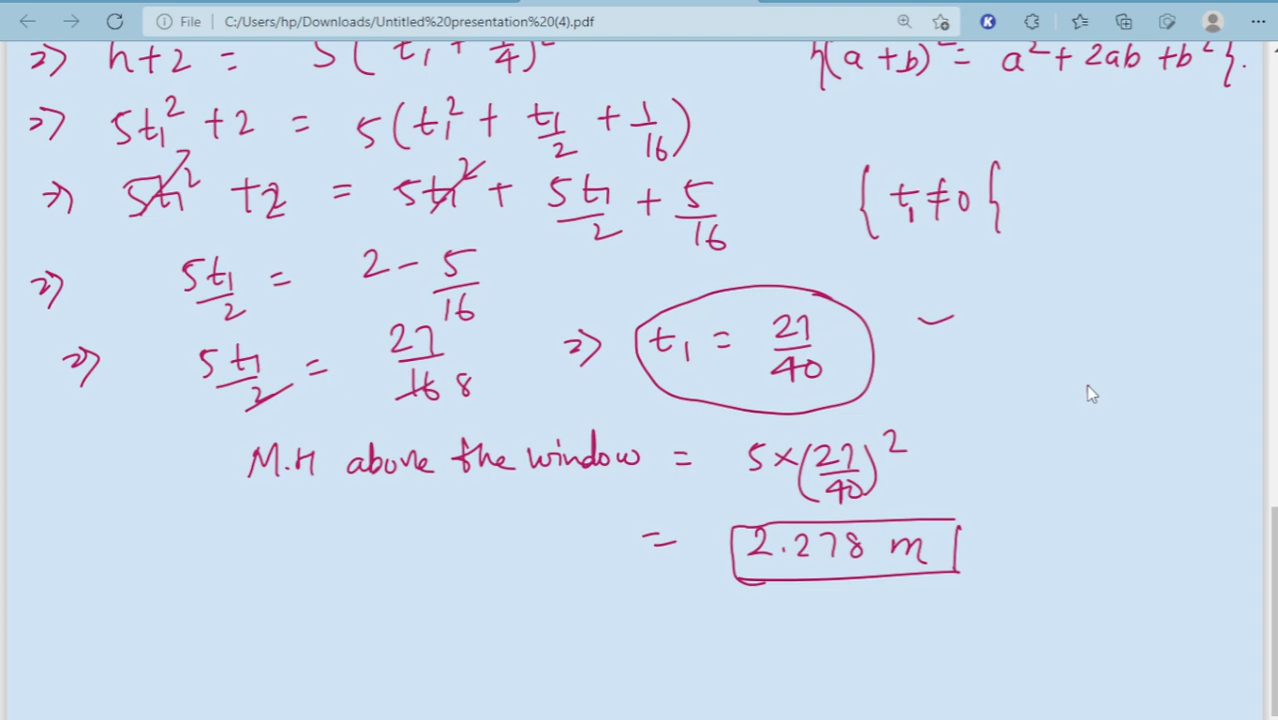 File C:/Users/hp/Downloads/Untitled%20presentation%20(4).pdf
⇒ h+2 = 5(t₁ + 1/4)² {(a+b)² = a²+2ab+b²}.
⇒ 5t₁² +2 = 5(t₁² + t₁/2 + 1/16)
⇒ 5t₁² +2 = 5t₁² + 5t₁/2 + 5/16 { t₁≠0 {
⇒ 5t₁/2 = 2 - 5/16
⇒ 5t₁/2 = 27/16 8 ⇒ t₁ = 27/40
M.H above the window = 5×(27/40)²
= 2.278 m